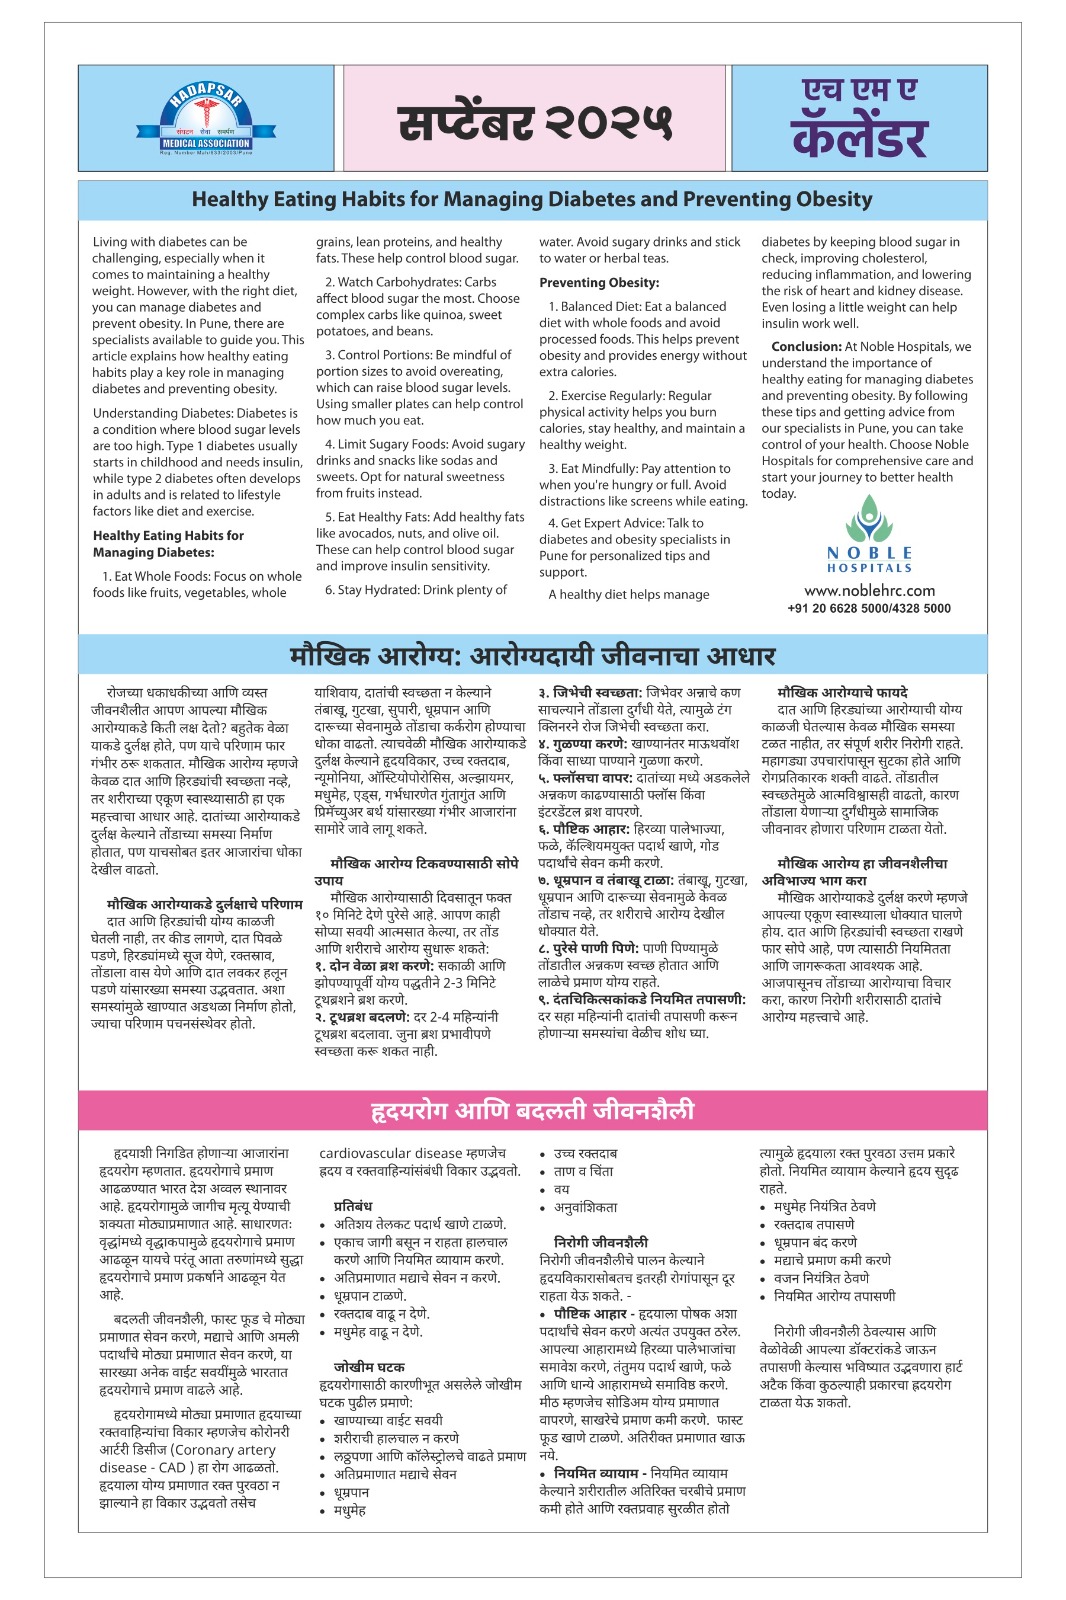 HADAPSAR
संघटन सेवा समर्पण
MEDICAL ASSOCIATION
सप्टेंबर २०२५
एच एम ए
कॅलेंडर
Healthy Eating Habits for Managing Diabetes and Preventing Obesity
Living with diabetes can be
challenging, especially when it
comes to maintaining a healthy
weight. However, with the right diet,
you can manage diabetes and
prevent obesity. In Pune, there are
specialists available to guide you. This
article explains how healthy eating
habits play a key role in managing
diabetes and preventing obesity.
Understanding Diabetes: Diabetes is
a condition where blood sugar levels
are too high. Type 1 diabetes usually
starts in childhood and needs insulin,
while type 2 diabetes often develops
in adults and is related to lifestyle
factors like diet and exercise.
Healthy Eating Habits for
Managing Diabetes:
1. Eat Whole Foods: Focus on whole
foods like fruits, vegetables, whole
grains, lean proteins, and healthy
fats. These help control blood sugar.
2. Watch Carbohydrates: Carbs
affect blood sugar the most. Choose
complex carbs like quinoa, sweet
potatoes, and beans.
3. Control Portions: Be mindful of
portion sizes to avoid overeating,
which can raise blood sugar levels.
Using smaller plates can help control
how much you eat.
4. Limit Sugary Foods: Avoid sugary
drinks and snacks like sodas and
sweets. Opt for natural sweetness
from fruits instead.
5. Eat Healthy Fats: Add healthy fats
like avocados, nuts, and olive oil.
These can help control blood sugar
and improve insulin sensitivity.
6. Stay Hydrated: Drink plenty of
water. Avoid sugary drinks and stick
to water or herbal teas.
Preventing Obesity:
1. Balanced Diet: Eat a balanced
diet with whole foods and avoid
processed foods. This helps prevent
obesity and provides energy without
extra calories.
2. Exercise Regularly: Regular
physical activity helps you burn
calories, stay healthy, and maintain a
healthy weight.
3. Eat Mindfully: Pay attention to
when you're hungry or full. Avoid
distractions like screens while eating.
4. Get Expert Advice: Talk to
diabetes and obesity specialists in
Pune for personalized tips and
support.
A healthy diet helps manage
diabetes by keeping blood sugar in
check, improving cholesterol,
reducing inflammation, and lowering
the risk of heart and kidney disease.
Even losing a little weight can help
insulin work well.
Conclusion: At Noble Hospitals, we
understand the importance of
healthy eating for managing diabetes
and preventing obesity. By following
these tips and getting advice from
our specialists in Pune, you can take
control of your health. Choose Noble
Hospitals for comprehensive care and
start your journey to better health
today.
NOBLE
HOSPITALS
www.noblehrc.com
+91 20 6628 5000/4328 5000
मौखिक आरोग्य: आरोग्यदायी जीवनाचा आधार
रोजच्या धकाधकीच्या आणि व्यस्त
जीवनशैलीत आपण आपल्या मौखिक
आरोग्याकडे किती लक्ष देतो? बहुतेक वेळा
याकडे दुर्लक्ष होते, पण याचे परिणाम फार
गंभीर ठरू शकतात. मौखिक आरोग्य म्हणजे
केवळ दात आणि हिरड्यांची स्वच्छता नव्हे,
तर शरीराच्या एकूण स्वास्थ्यासाठी हा एक
महत्त्वाचा आधार आहे. दातांच्या आरोग्याकडे
दुर्लक्ष केल्याने तोंडाच्या समस्या निर्माण
होतात, पण याचसोबत इतर आजारांचा धोका
देखील वाढतो.
मौखिक आरोग्याकडे दुर्लक्षाचे परिणाम
दात आणि हिरड्यांची योग्य काळजी
घेतली नाही, तर कीड लागणे, दात पिवळे
पडणे, हिरड्यांमध्ये सूज येणे, रक्तस्राव,
तोंडाला वास येणे आणि दात लवकर हलून
पडणे यांसारख्या समस्या उद्भवतात. अशा
समस्यांमुळे खाण्यात अडथळा निर्माण होतो,
ज्याचा परिणाम पचनसंस्थेवर होतो.
याशिवाय, दातांची स्वच्छता न केल्याने
तंबाखू, गुटखा, सुपारी, धूम्रपान आणि
दारूच्या सेवनामुळे तोंडाचा कर्करोग होण्याचा
धोका वाढतो. त्याचवेळी मौखिक आरोग्याकडे
दुर्लक्ष केल्याने हृदयविकार, उच्च रक्तदाब,
न्यूमोनिया, ऑस्टियोपोरोसिस, अल्झायमर,
मधुमेह, एड्स, गर्भधारणेत गुंतागुंत आणि
प्रिमॅच्युअर बर्थ यांसारख्या गंभीर आजारांना
सामोरे जावे लागू शकते.
मौखिक आरोग्य टिकवण्यासाठी सोपे
उपाय
मौखिक आरोग्यासाठी दिवसातून फक्त
१० मिनिटे देणे पुरेसे आहे. आपण काही
सोप्या सवयी आत्मसात केल्या, तर तोंड
आणि शरीराचे आरोग्य सुधारू शकते:
१. दोन वेळा ब्रश करणे: सकाळी आणि
झोपण्यापूर्वी योग्य पद्धतीने 2-3 मिनिटे
टूथब्रशने ब्रश करणे.
२. टूथब्रश बदलणे: दर 2-4 महिन्यांनी
टूथब्रश बदलावा. जुना ब्रश प्रभावीपणे
स्वच्छता करू शकत नाही.
३. जिभेची स्वच्छता: जिभेवर अन्नाचे कण
साचल्याने तोंडाला दुर्गंधी येते, त्यामुळे टंग
क्लिनरने रोज जिभेची स्वच्छता करा.
४. गुळण्या करणे: खाण्यानंतर माऊथवॉश
किंवा साध्या पाण्याने गुळणा करणे.
५. फ्लॉसचा वापर: दातांच्या मध्ये अडकलेले
अन्नकण काढण्यासाठी फ्लॉस किंवा
इंटरडेंटल ब्रश वापरणे.
६. पौष्टिक आहार: हिरव्या पालेभाज्या,
फळे, कॅल्शियमयुक्त पदार्थ खाणे, गोड
पदार्थांचे सेवन कमी करणे.
७. धूम्रपान व तंबाखू टाळा: तंबाखू, गुटखा,
धूम्रपान आणि दारूच्या सेवनामुळे केवळ
तोंडाच नव्हे, तर शरीराचे आरोग्य देखील
धोक्यात येते.
८. पुरेसे पाणी पिणे: पाणी पिण्यामुळे
तोंडातील अन्नकण स्वच्छ होतात आणि
लाळेचे प्रमाण योग्य राहते.
९. दंतचिकित्सकांकडे नियमित तपासणी:
दर सहा महिन्यांनी दातांची तपासणी करून
होणाऱ्या समस्यांचा वेळीच शोध घ्या.
मौखिक आरोग्याचे फायदे
दात आणि हिरड्यांच्या आरोग्याची योग्य
काळजी घेतल्यास केवळ मौखिक समस्या
टळत नाहीत, तर संपूर्ण शरीर निरोगी राहते.
महागड्या उपचारांपासून सुटका होते आणि
रोगप्रतिकारक शक्ती वाढते. तोंडातील
स्वच्छतेमुळे आत्मविश्वासही वाढतो, कारण
तोंडाला येणाऱ्या दुर्गंधीमुळे सामाजिक
जीवनावर होणारा परिणाम टाळता येतो.
मौखिक आरोग्य हा जीवनशैलीचा
अविभाज्य भाग करा
मौखिक आरोग्याकडे दुर्लक्ष करणे म्हणजे
आपल्या एकूण स्वास्थ्याला धोक्यात घालणे
होय. दात आणि हिरड्यांची स्वच्छता राखणे
फार सोपे आहे, पण त्यासाठी नियमितता
आणि जागरूकता आवश्यक आहे.
आजपासूनच तोंडाच्या आरोग्याचा विचार
करा, कारण निरोगी शरीरासाठी दातांचे
आरोग्य महत्त्वाचे आहे.
हृदयरोग आणि बदलती जीवनशैली
हृदयाशी निगडित होणाऱ्या आजारांना
हृदयरोग म्हणतात. हृदयरोगाचे प्रमाण
आढळण्यात भारत देश अव्वल स्थानावर
आहे. हृदयरोगामुळे जागीच मृत्यू येण्याची
शक्यता मोठ्याप्रमाणात आहे. साधारणतः
वृद्धांमध्ये वृद्धाकपामुळे हृदयरोगाचे प्रमाण
आढळून यायचे परंतू आता तरुणांमध्ये सुद्धा
हृदयरोगाचे प्रमाण प्रकर्षाने आढळून येत
आहे.
बदलती जीवनशैली, फास्ट फूड चे मोठ्या
प्रमाणात सेवन करणे, मद्याचे आणि अमली
पदार्थांचे मोठ्या प्रमाणात सेवन करणे, या
सारख्या अनेक वाईट सवयींमुळे भारतात
हृदयरोगाचे प्रमाण वाढले आहे.
हृदयरोगामध्ये मोठ्या प्रमाणात हृदयाच्या
रक्तवाहिन्यांचा विकार म्हणजेच कोरोनरी
आर्टरी डिसीज (Coronary artery
disease - CAD ) हा रोग आढळतो.
हृदयाला योग्य प्रमाणात रक्त पुरवठा न
झाल्याने हा विकार उद्भवतो तसेच
cardiovascular disease म्हणजेच
ह्रदय व रक्तवाहिन्यांसंबंधी विकार उद्भवतो.
प्रतिबंध
• अतिशय तेलकट पदार्थ खाणे टाळणे.
• एकाच जागी बसून न राहता हालचाल
करणे आणि नियमित व्यायाम करणे.
• अतिप्रमाणात मद्याचे सेवन न करणे.
• धूम्रपान टाळणे.
• रक्तदाब वाढू न देणे.
• मधुमेह वाढू न देणे.
जोखीम घटक
हृदयरोगासाठी कारणीभूत असलेले जोखीम
घटक पुढील प्रमाणे:
• खाण्याच्या वाईट सवयी
• शरीराची हालचाल न करणे
• लठ्ठपणा आणि कॉलेस्ट्रोलचे वाढते प्रमाण
• अतिप्रमाणात मद्याचे सेवन
• धूम्रपान
• मधुमेह
• उच्च रक्तदाब
• ताण व चिंता
• वय
• अनुवांशिकता
निरोगी जीवनशैली
निरोगी जीवनशैलीचे पालन केल्याने
हृदयविकारासोबतच इतरही रोगांपासून दूर
राहता येऊ शकते. -
• पौष्टिक आहार - हृदयाला पोषक अशा
पदार्थांचे सेवन करणे अत्यंत उपयुक्त ठरेल.
आपल्या आहारामध्ये हिरव्या पालेभाजांचा
समावेश करणे, तंतुमय पदार्थ खाणे, फळे
आणि धान्ये आहारामध्ये समाविष्ठ करणे.
मीठ म्हणजेच सोडिअम योग्य प्रमाणात
वापरणे, साखरेचे प्रमाण कमी करणे. फास्ट
फूड खाणे टाळणे. अतिरीक्त प्रमाणात खाऊ
नये.
• नियमित व्यायाम - नियमित व्यायाम
केल्याने शरीरातील अतिरिक्त चरबीचे प्रमाण
कमी होते आणि रक्तप्रवाह सुरळीत होतो
त्यामुळे हृदयाला रक्त पुरवठा उत्तम प्रकारे
होतो. नियमित व्यायाम केल्याने हृदय सुदृढ
राहते.
• मधुमेह नियंत्रित ठेवणे
• रक्तदाब तपासणे
• धूम्रपान बंद करणे
• मद्याचे प्रमाण कमी करणे
• वजन नियंत्रित ठेवणे
• नियमित आरोग्य तपासणी
निरोगी जीवनशैली ठेवल्यास आणि
वेळोवेळी आपल्या डॉक्टरांकडे जाऊन
तपासणी केल्यास भविष्यात उद्भवणारा हार्ट
अटैक किंवा कुठल्याही प्रकारचा ह्रदयरोग
टाळता येऊ शकतो.